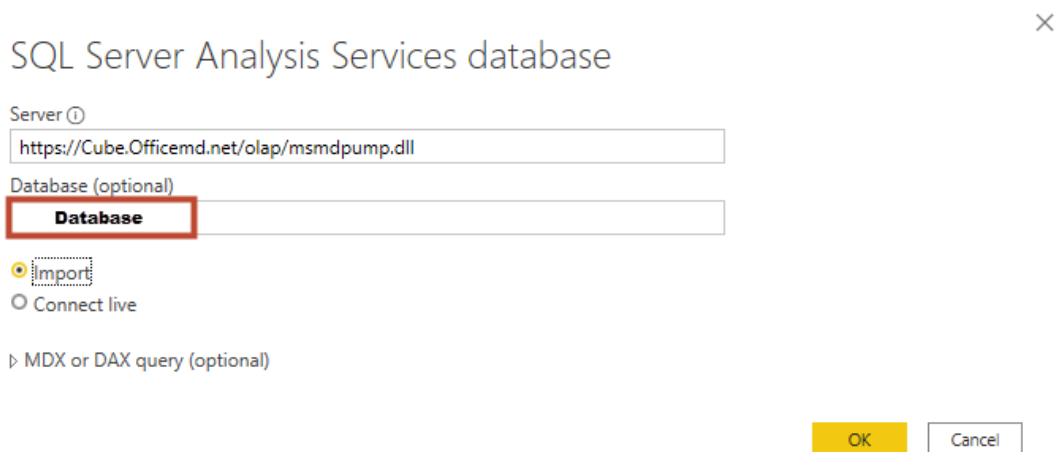 SQL Server Analysis Services database
Server
https://Cube.Officemd.net/olap/msmdpump.dll
Database (optional)
Database
Import
Connect live
MDX or DAX query (optional)
OK Cancel